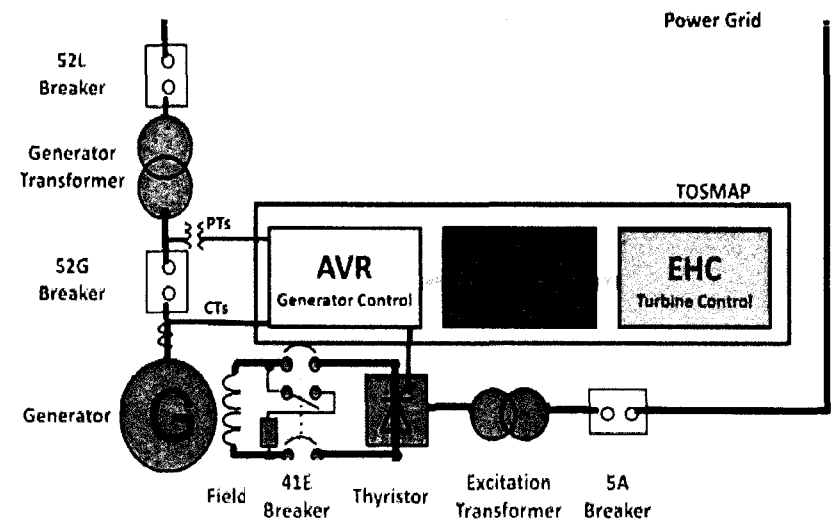 Power Grid
52L
Breaker
Generator
Transformer
TOSMAP
PTs
AVR
Generator Control
EHC
Turbine Control
52G
Breaker
CTs
Generator
G
Field
41E
Breaker
Thyristor
Excitation
Transformer
5A
Breaker